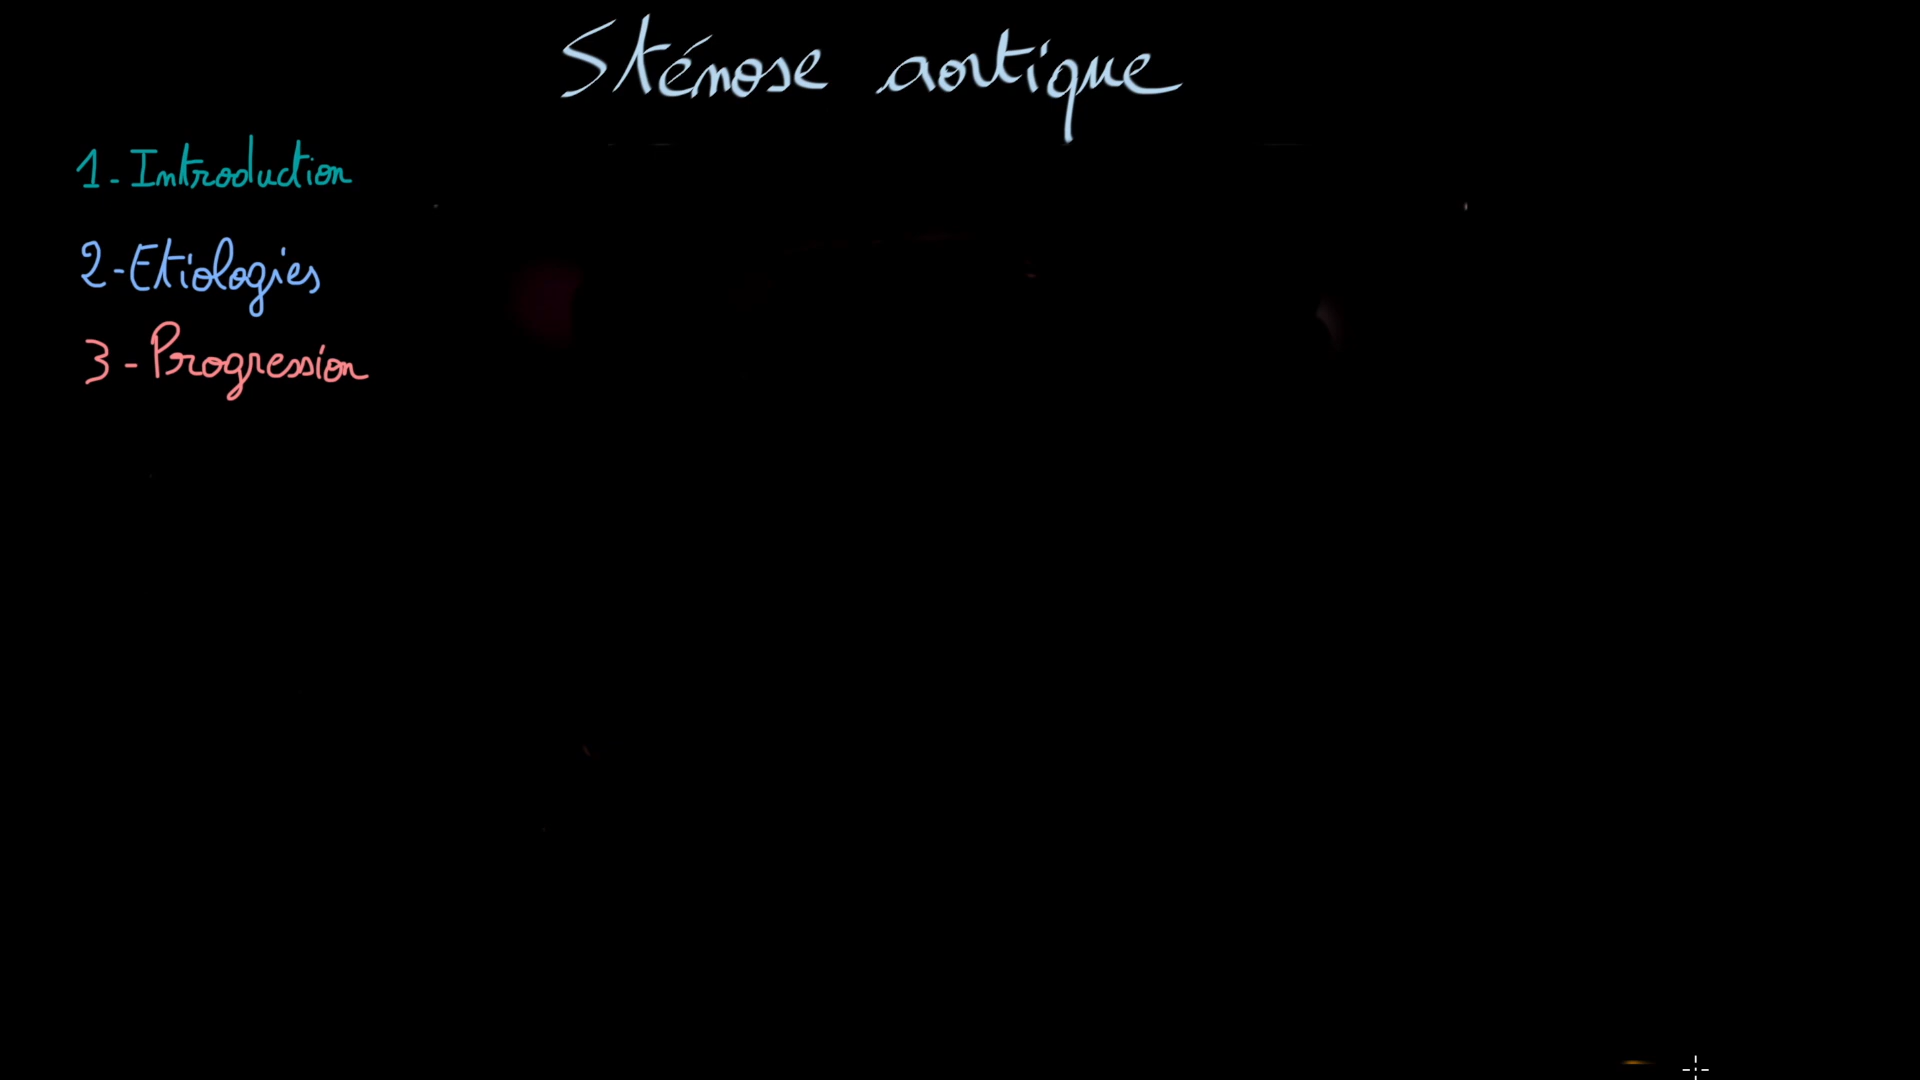 Sténose aortique
1- Introduction
2- Etiologies
3- Progression